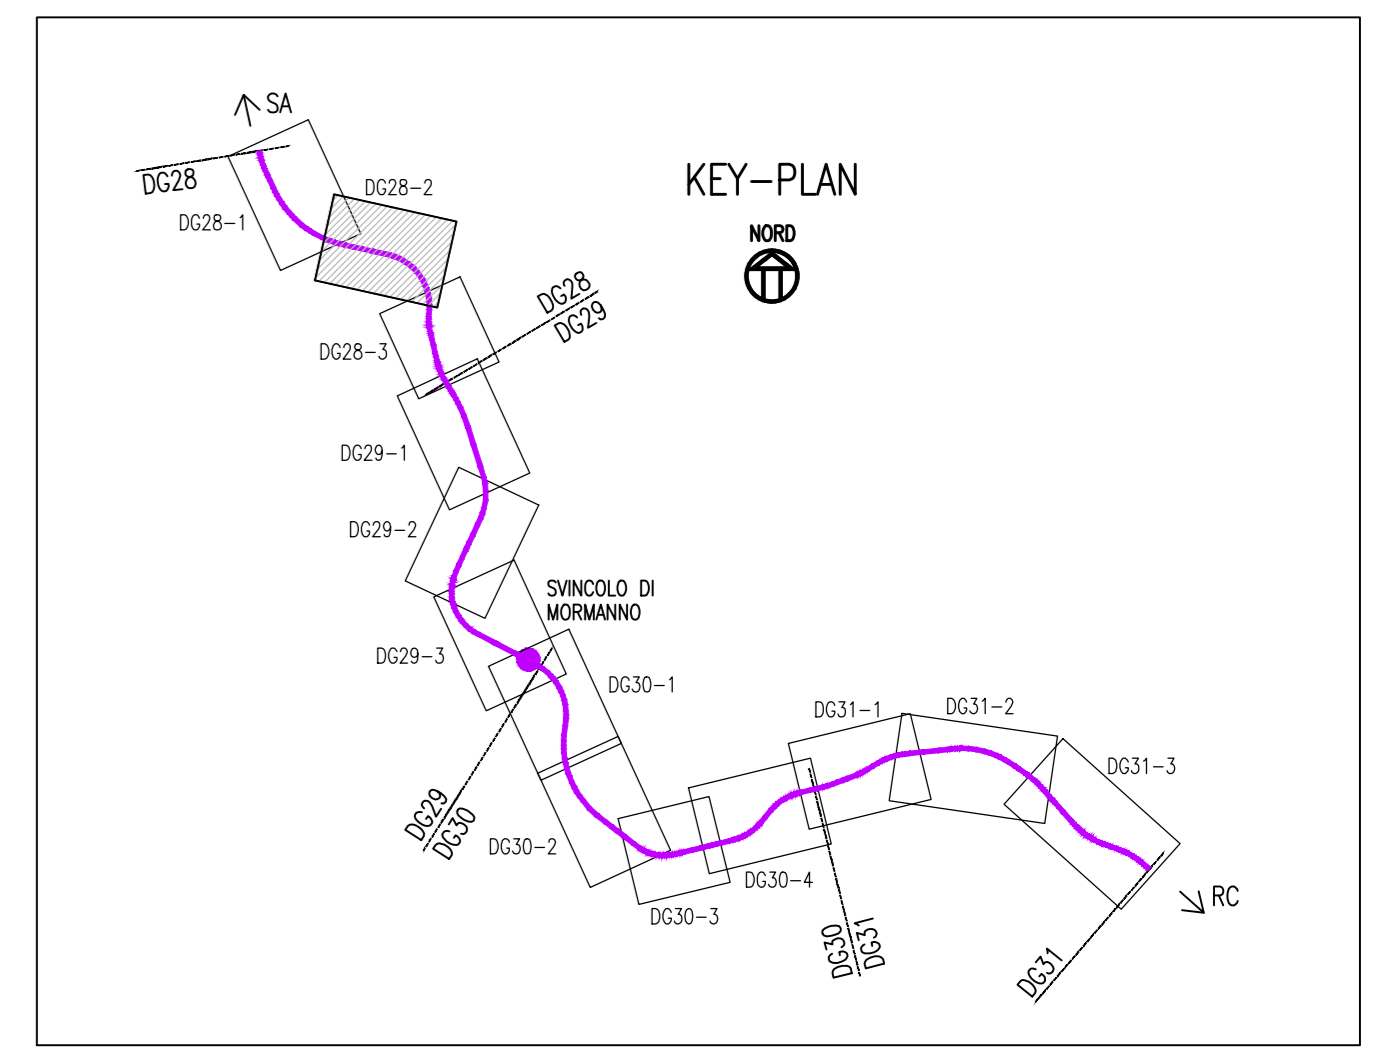 SA
DG28
DG28-1
DG28-2
KEY-PLAN
NORD
DG28
DG29
DG28-3
DG29-1
DG29-2
SVINCOLO DI
MORMANNO
DG29-3
DG30-1
DG29
DG30
DG30-2
DG30-3
DG30-4
DG31-1
DG31-2
DG31-3
DG30
DG31
RC
DG31